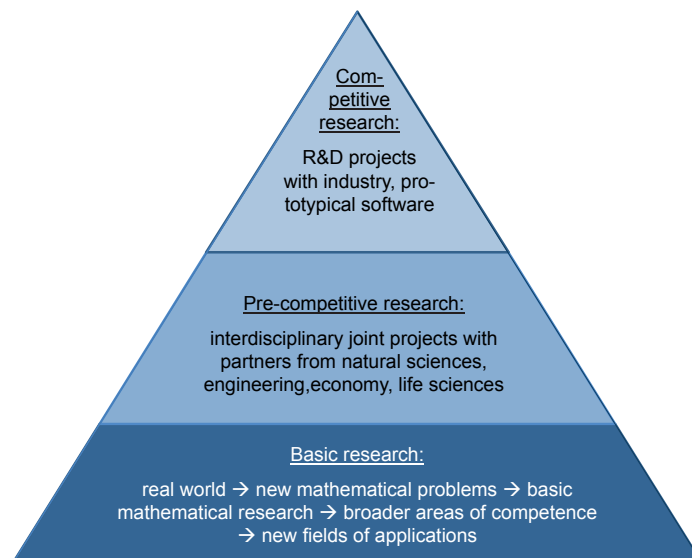 Com-
petitive
research:
R&D projects
with industry, pro-
totypical software
Pre-competitive research:
interdisciplinary joint projects with
partners from natural sciences,
engineering,economy, life sciences
Basic research:
real world → new mathematical problems → basic
mathematical research → broader areas of competence
→ new fields of applications